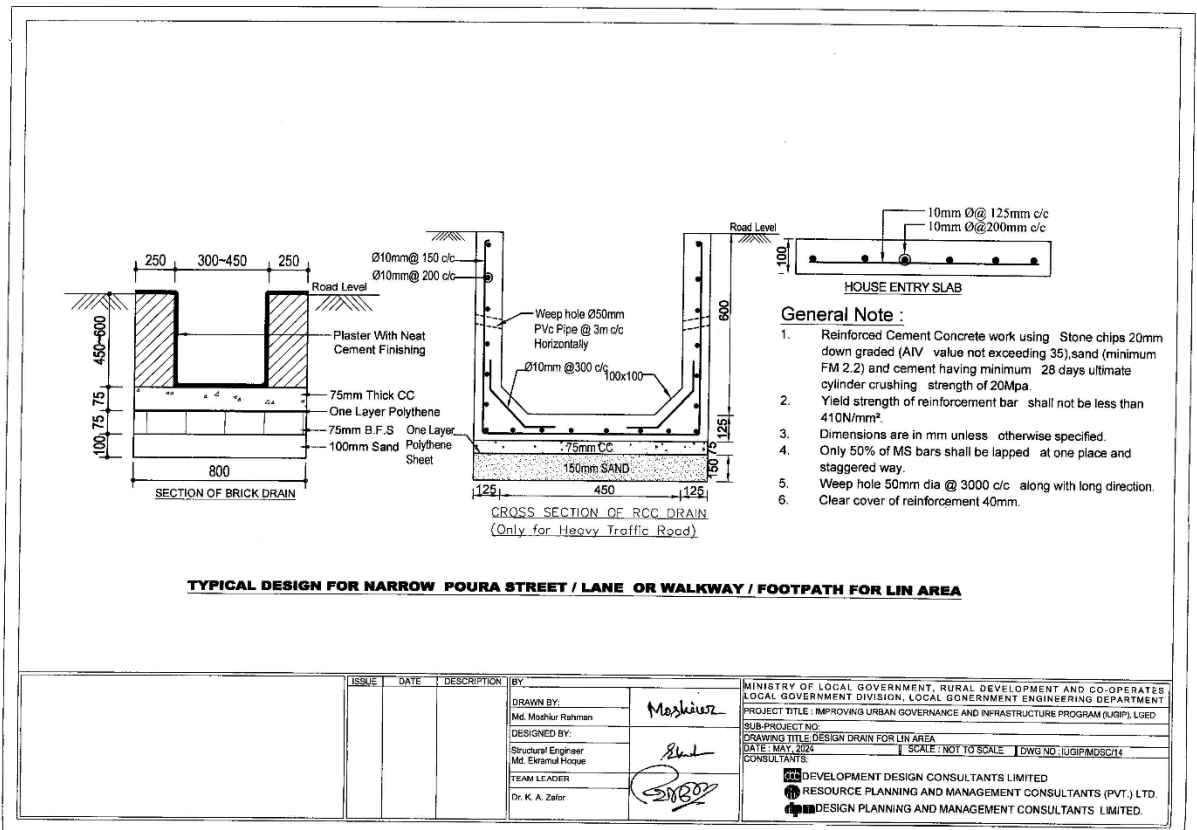 250
300~450
250
Road Level
450~600
75
75
100
Plaster With Neat
Cement Finishing
75mm Thick CC
One Layer Polythene
75mm B.F.S
100mm Sand
800
SECTION OF BRICK DRAIN
Road Level
Ø10mm@ 150 c/c
Ø10mm@ 200 c/c
Weep hole Ø50mm
PVc Pipe @ 3m c/c
Horizontally
Ø10mm @300 c/c
100x100
600
125
75
150
One Layer
Polythene
Sheet
75mm CC
150mm SAND
125
450
125
CROSS SECTION OF RCC DRAIN
(Only for Heavy Traffic Road)
10mm Ø@ 125mm c/c
10mm Ø@200mm c/c
100
HOUSE ENTRY SLAB
General Note :
1. Reinforced Cement Concrete work using Stone chips 20mm
down graded (AIV value not exceeding 35),sand (minimum
FM 2.2) and cement having minimum 28 days ultimate
cylinder crushing strength of 20Mpa.
2. Yield strength of reinforcement bar shall not be less than
410N/mm².
3. Dimensions are in mm unless otherwise specified.
4. Only 50% of MS bars shall be lapped at one place and
staggered way.
5. Weep hole 50mm dia @ 3000 c/c along with long direction.
6. Clear cover of reinforcement 40mm.
TYPICAL DESIGN FOR NARROW POURA STREET / LANE OR WALKWAY / FOOTPATH FOR LIN AREA
ISSUE DATE DESCRIPTION BY
DRAWN BY:
Md. Moshiur Rahman
DESIGNED BY:
Structural Engineer
Md. Ekramul Hoque
TEAM LEADER
Dr. K. A. Zafor
MINISTRY OF LOCAL GOVERNMENT, RURAL DEVELOPMENT AND CO-OPERATES
LOCAL GOVERNMENT DIVISION, LOCAL GONERNMENT ENGINEERING DEPARTMENT
PROJECT TITLE : IMPROVING URBAN GOVERNANCE AND INFRASTRUCTURE PROGRAM (IUGIP), LGED
SUB-PROJECT NO:
DRAWING TITLE:DESIGN DRAIN FOR LIN AREA
DATE : MAY, 2024 SCALE : NOT TO SCALE DWG NO : IUGIP/MDSC/14
CONSULTANTS:
DEVELOPMENT DESIGN CONSULTANTS LIMITED
RESOURCE PLANNING AND MANAGEMENT CONSULTANTS (PVT.) LTD.
dpm DESIGN PLANNING AND MANAGEMENT CONSULTANTS LIMITED.